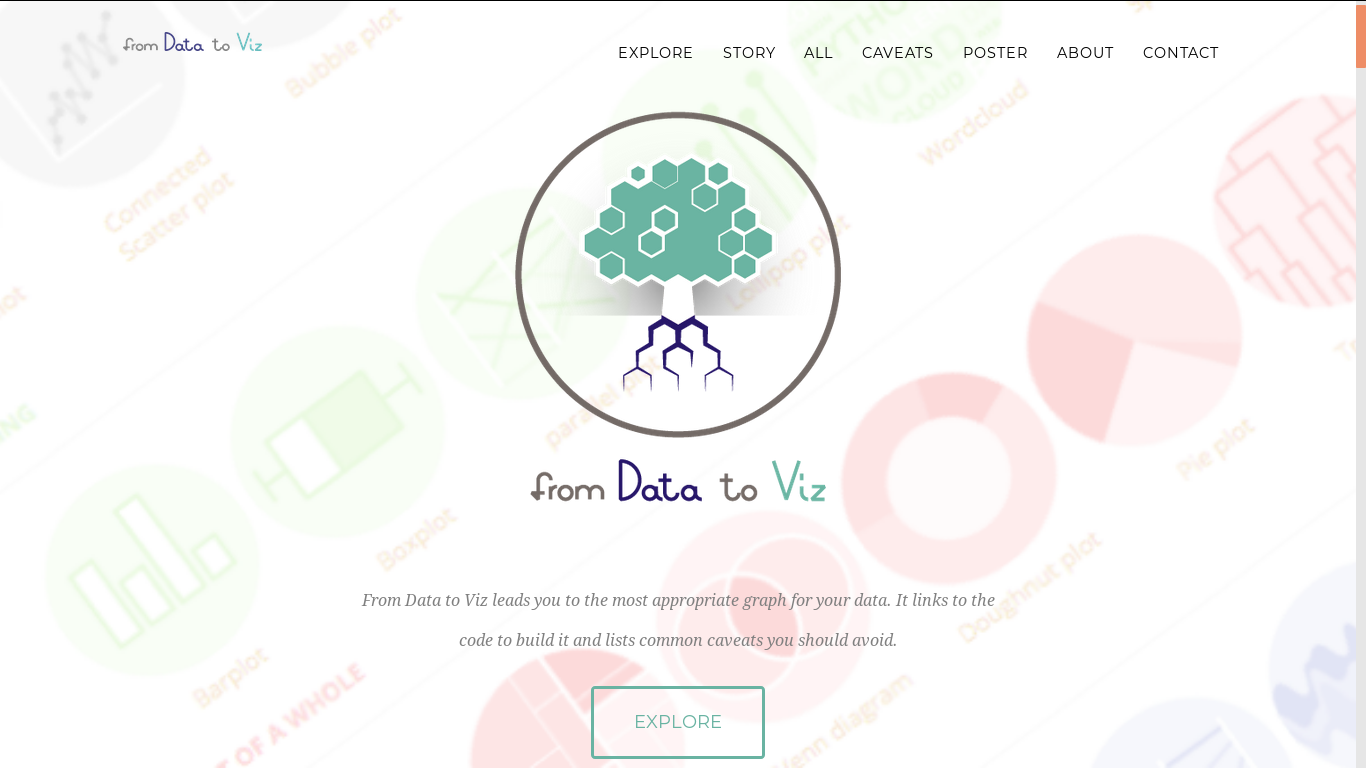 from Data to Viz
EXPLORE STORY ALL CAVEATS POSTER ABOUT CONTACT
Bubble plot
Wordcloud
Connected
Scatter plot
Lollipop plot
parallel plot
Pie plot
from Data to Viz
Boxplot
Doughnut plot
From Data to Viz leads you to the most appropriate graph for your data. It links to the
code to build it and lists common caveats you should avoid.
Barplot
OF A WHOLE
Venn diagram
EXPLORE